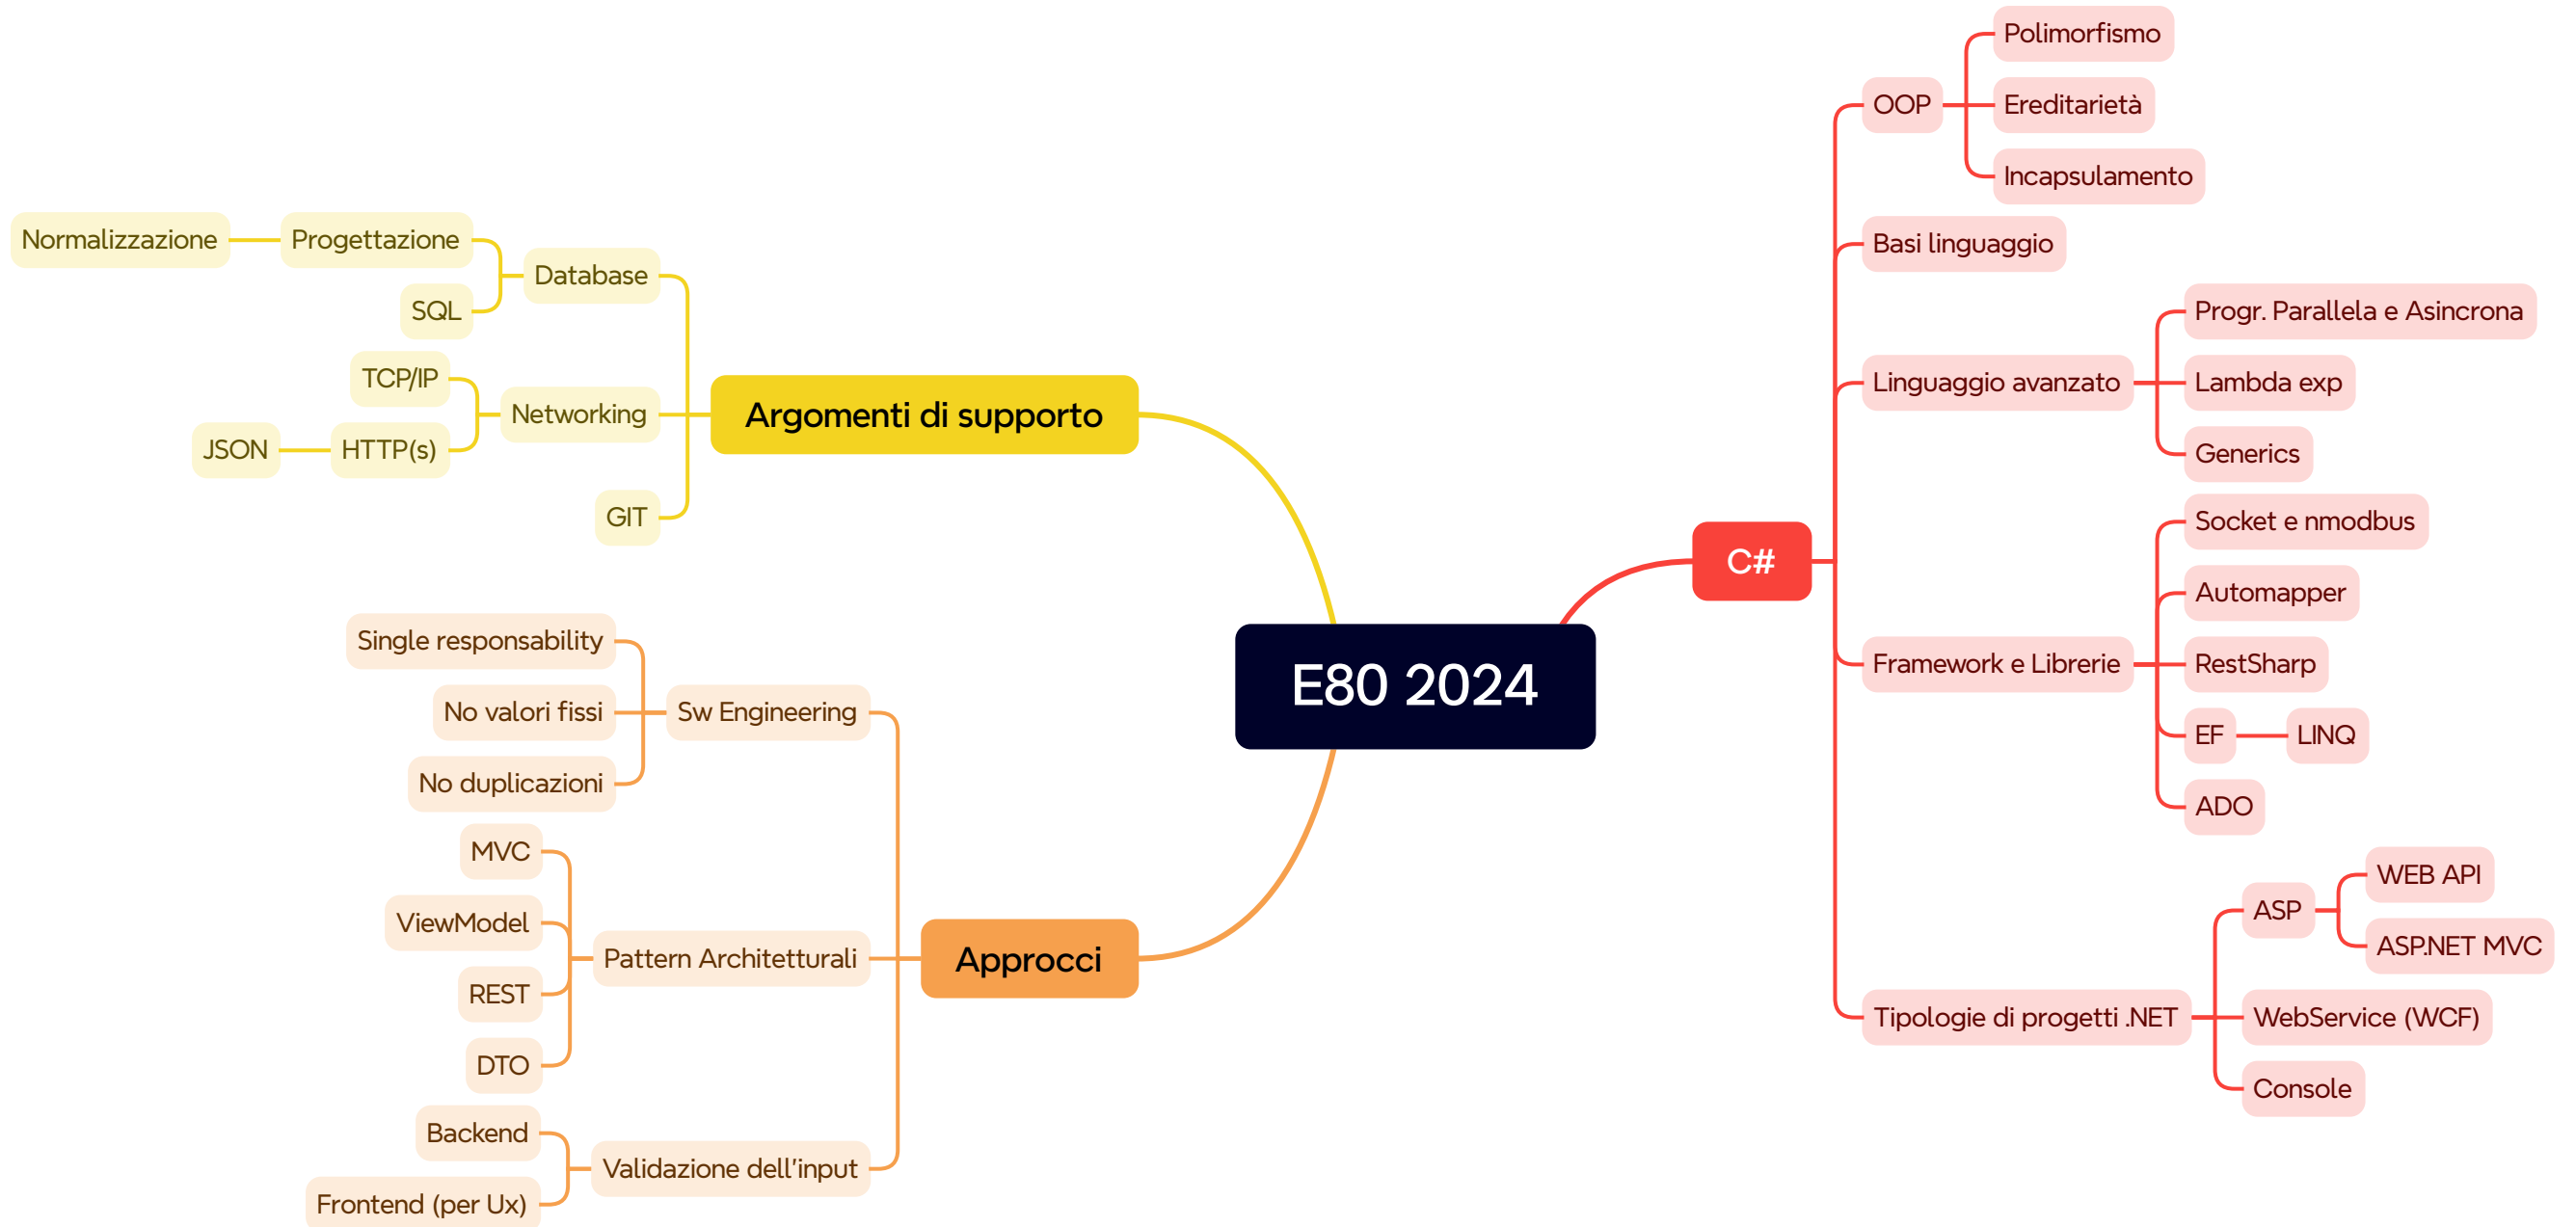 E80 2024
C#
OOP
Polimorfismo
Ereditarietà
Incapsulamento
Basi linguaggio
Linguaggio avanzato
Progr. Parallela e Asincrona
Lambda exp
Generics
Framework e Librerie
Socket e nmodbus
Automapper
RestSharp
EF
LINQ
ADO
Tipologie di progetti .NET
ASP
WEB API
ASP.NET MVC
WebService (WCF)
Console
Argomenti di supporto
Database
Progettazione
Normalizzazione
SQL
Networking
TCP/IP
HTTP(s)
JSON
GIT
Approcci
Sw Engineering
Single responsability
No valori fissi
No duplicazioni
Pattern Architetturali
MVC
ViewModel
REST
DTO
Validazione dell'input
Backend
Frontend (per Ux)